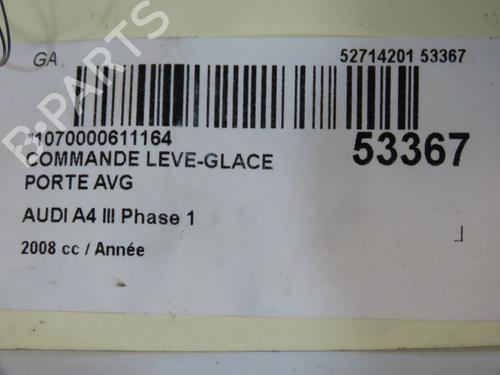 GA
52714201 53367
*1070000611164
53367
COMMANDE LEVE-GLACE
PORTE AVG
AUDI A4 III Phase 1
2008 cc / Année
B-PARTS